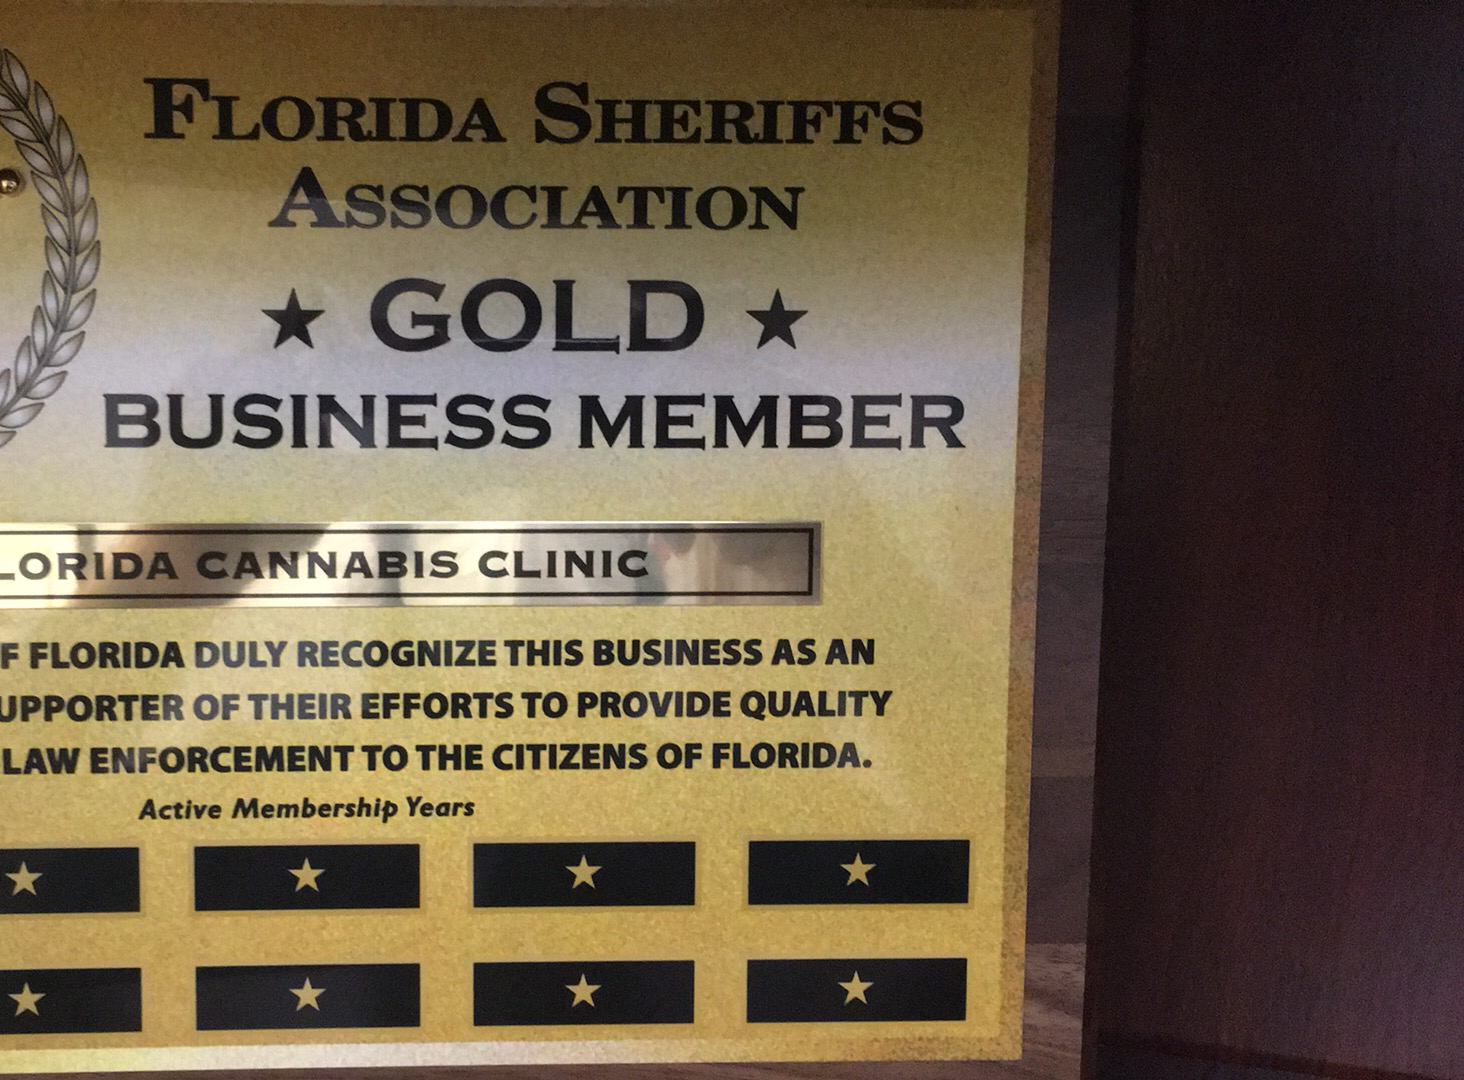 FLORIDA SHERIFFS
ASSOCIATION
★ GOLD ★
BUSINESS MEMBER
LORIDA CANNABIS CLINIC
F FLORIDA DULY RECOGNIZE THIS BUSINESS AS AN
UPPORTER OF THEIR EFFORTS TO PROVIDE QUALITY
LAW ENFORCEMENT TO THE CITIZENS OF FLORIDA.
Active Membership Years